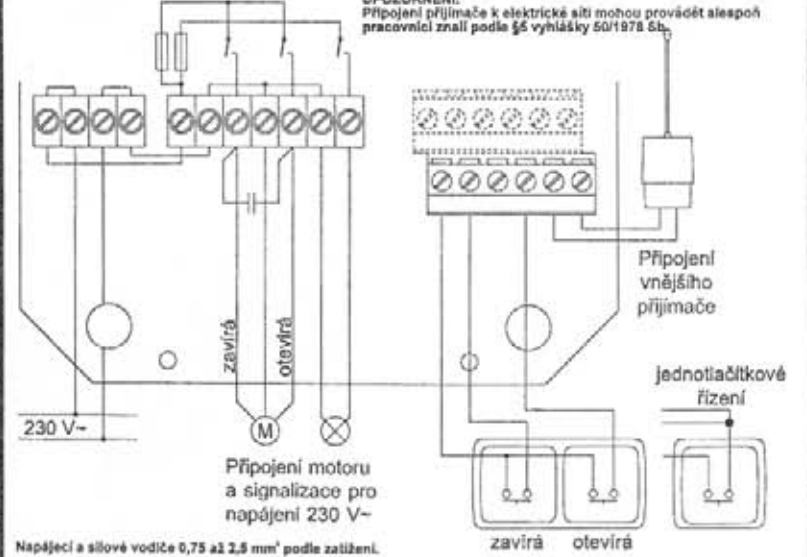 UPOZORNĚNÍ:
Připojení přijímače k elektrické síti mohou provádět alespoň
pracovníci znalí podle §5 vyhlášky 50/1978 Sb.
Připojení
vnějšího
přijímače
zavírá
otevírá
jednotlačítkové
řízení
230 V~
M
Připojení motoru
a signalizace pro
napájení 230 V~
zavírá otevírá
Napájecí a silové vodiče 0,75 až 2,5 mm² podle zatížení.